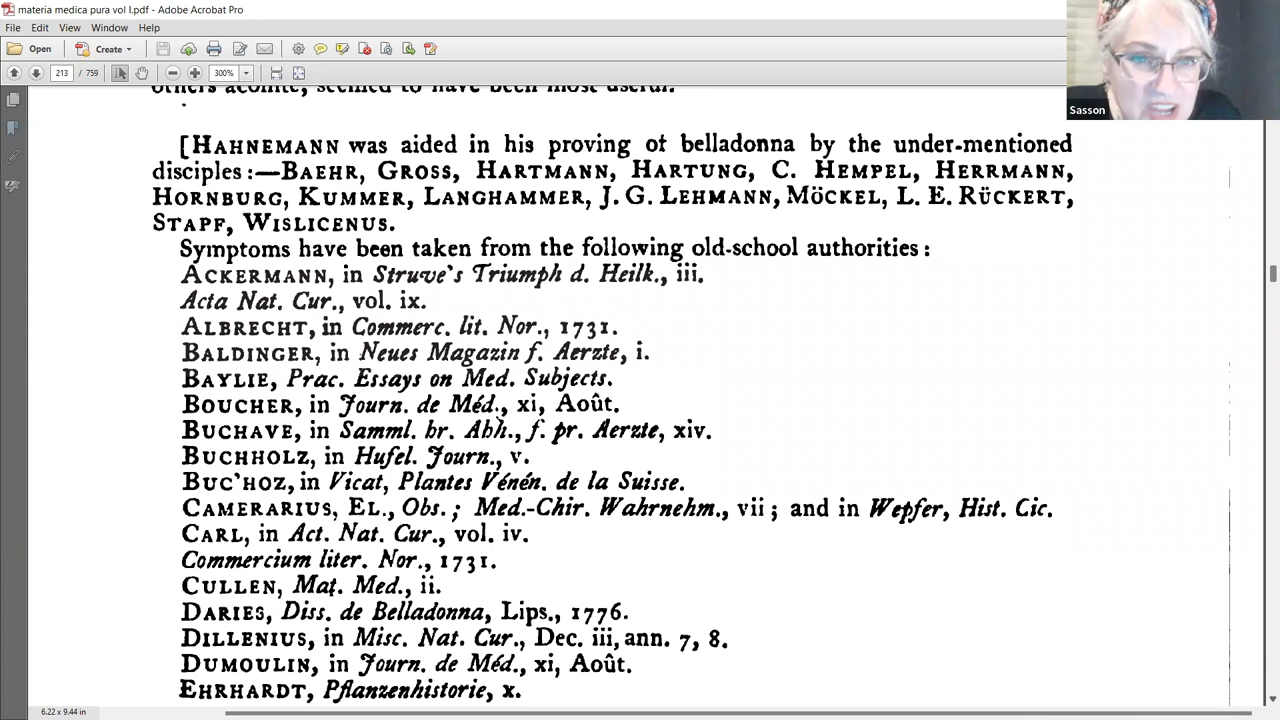 materia medica pura vol I.pdf - Adobe Acrobat Pro
File Edit View Window Help
Open Create
213 / 759 300%
Sasson
others aconite, seemed to have been most useful.
[HAHNEMANN was aided in his proving of belladonna by the under-mentioned
disciples:—BAEHR, GROSS, HARTMANN, HARTUNG, C. HEMPEL, HERRMANN,
HORNBURG, KUMMER, LANGHAMMER, J. G. LEHMANN, MÖCKEL, L. E. RÜCKERT,
STAPF, WISLICENUS.
Symptoms have been taken from the following old-school authorities:
ACKERMANN, in Struve's Triumph d. Heilk., iii.
Acta Nat. Cur., vol. ix.
ALBRECHT, in Commerc. lit. Nor., 1731.
BALDINGER, in Neues Magazin f. Aerzte, i.
BAYLIE, Prac. Essays on Med. Subjects.
BOUCHER, in Journ. de Méd., xi, Août.
BUCHAVE, in Samml. br. Abh., f. pr. Aerzte, xiv.
BUCHHOLZ, in Hufel. Journ., v.
BUC'HOZ, in Vicat, Plantes Vénén. de la Suisse.
CAMERARIUS, EL., Obs.; Med.-Chir. Wahrnehm., vii; and in Wepfer, Hist. Cic.
CARL, in Act. Nat. Cur., vol. iv.
Commercium liter. Nor., 1731.
CULLEN, Mat. Med., ii.
DARIES, Diss. de Belladonna, Lips., 1776.
DILLENIUS, in Misc. Nat. Cur., Dec. iii, ann. 7, 8.
DUMOULIN, in Journ. de Méd., xi, Août.
EHRHARDT, Pflanzenhistorie, x.
6.22 x 9.44 in